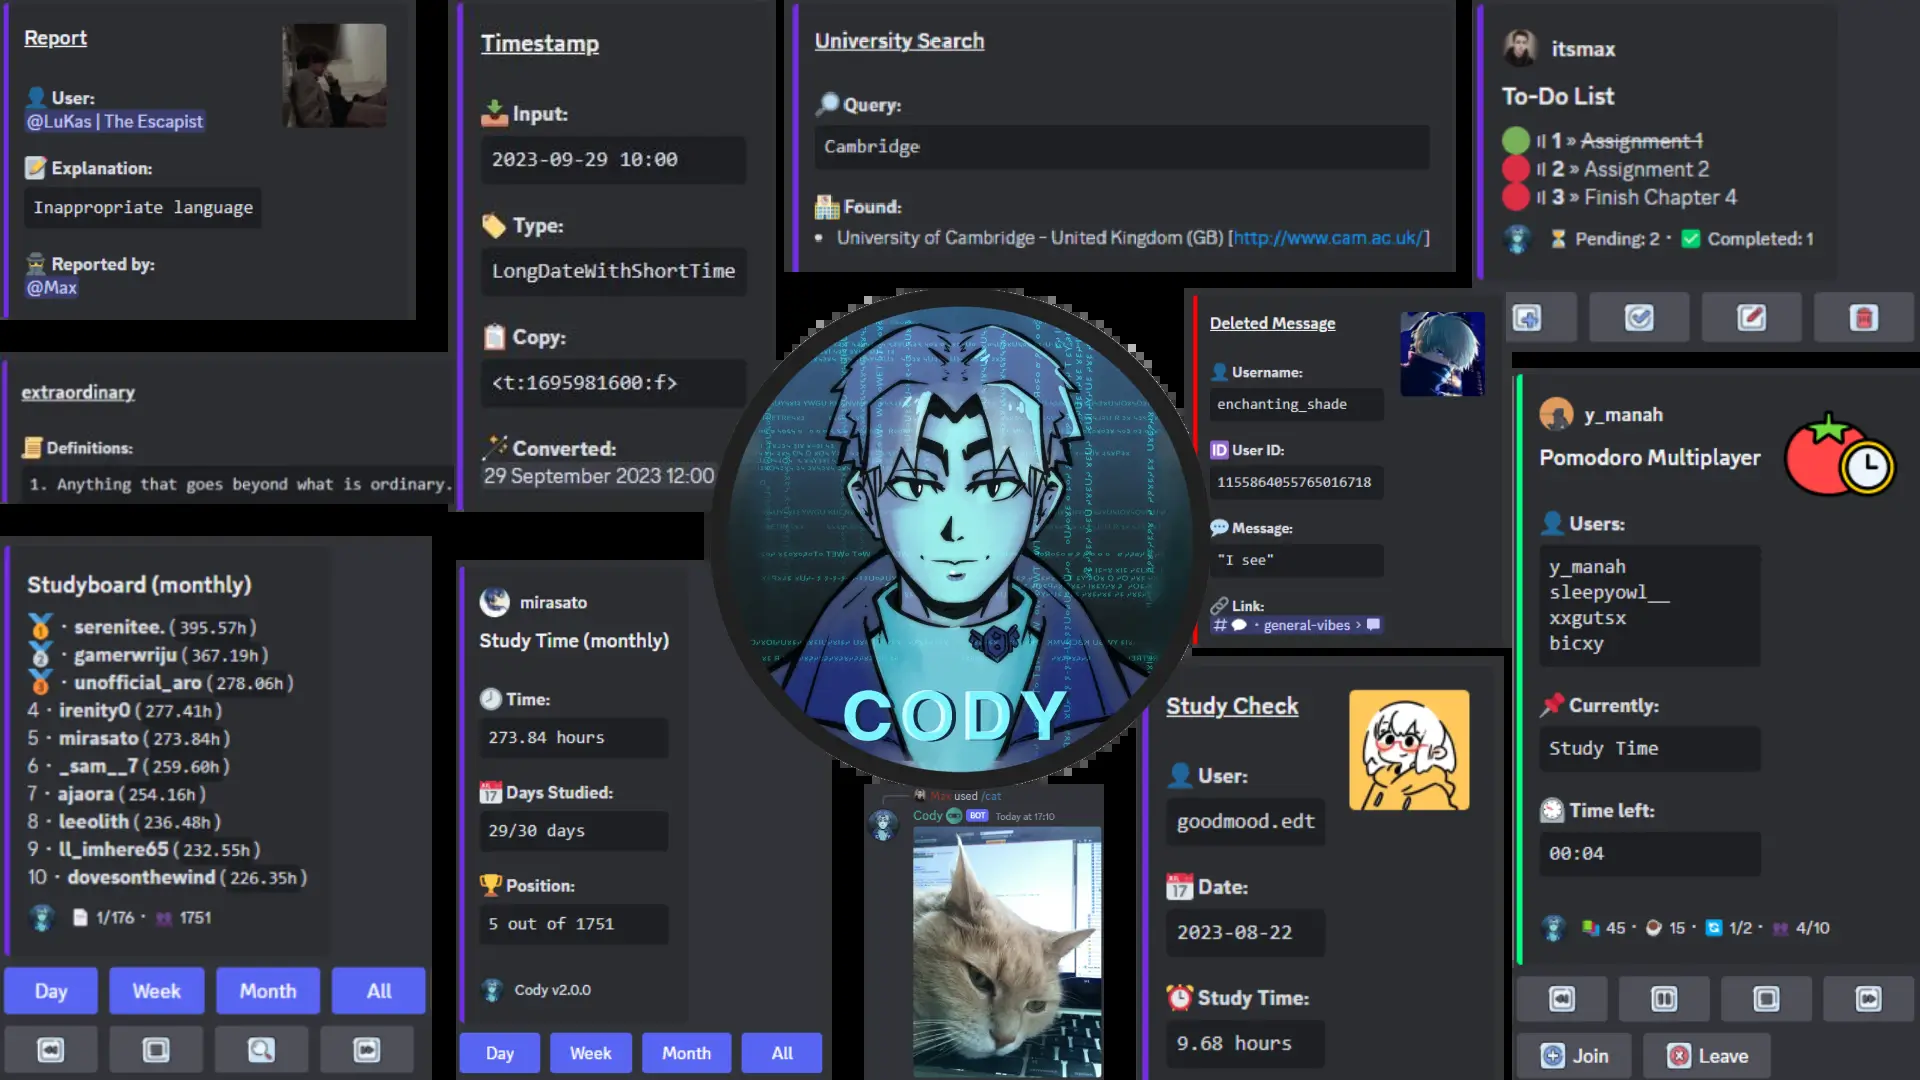 Report
User:
@LuKas | The Escapist
Explanation:
Inappropriate language
Reported by:
@Max
extraordinary
Definitions:
1. Anything that goes beyond what is ordinary.
Timestamp
Input:
2023-09-29 10:00
Type:
LongDateWithShortTime
Copy:
<t:1695981600:f>
Converted:
29 September 2023 12:00
University Search
Query:
Cambridge
Found:
• University of Cambridge - United Kingdom (GB) [http://www.cam.ac.uk/]
itsmax
To-Do List
1 » Assignment 1
2 » Assignment 2
3 » Finish Chapter 4
Pending: 2 · Completed: 1
Deleted Message
Username:
enchanting_shade
ID User ID:
1155864055765016718
Message:
"I see"
Link:
# · general-vibes ›
CODY
y_manah
Pomodoro Multiplayer
Users:
y_manah
sleepyowl__
xxgutsx
bicxy
Currently:
Study Time
Time left:
00:04
45 · 15 · 1/2 · 4/10
Join
Leave
Studyboard (monthly)
1 · serenitee. (395.57h)
2 · gamerwriju (367.19h)
3 · unofficial_aro (278.06h)
4 · irenity0 (277.41h)
5 · mirasato (273.84h)
6 · _sam__7 (259.60h)
7 · ajaora (254.16h)
8 · leeolith (236.48h)
9 · ll_imhere65 (232.55h)
10 · dovesonthewind (226.35h)
1/176 · 1751
Day
Week
Month
All
mirasato
Study Time (monthly)
Time:
273.84 hours
JUL 17 Days Studied:
29/30 days
Position:
5 out of 1751
Cody v2.0.0
Day
Week
Month
All
Max used /cat
Cody BOT Today at 17:10
Study Check
User:
goodmood.edt
JUL 17 Date:
2023-08-22
Study Time:
9.68 hours